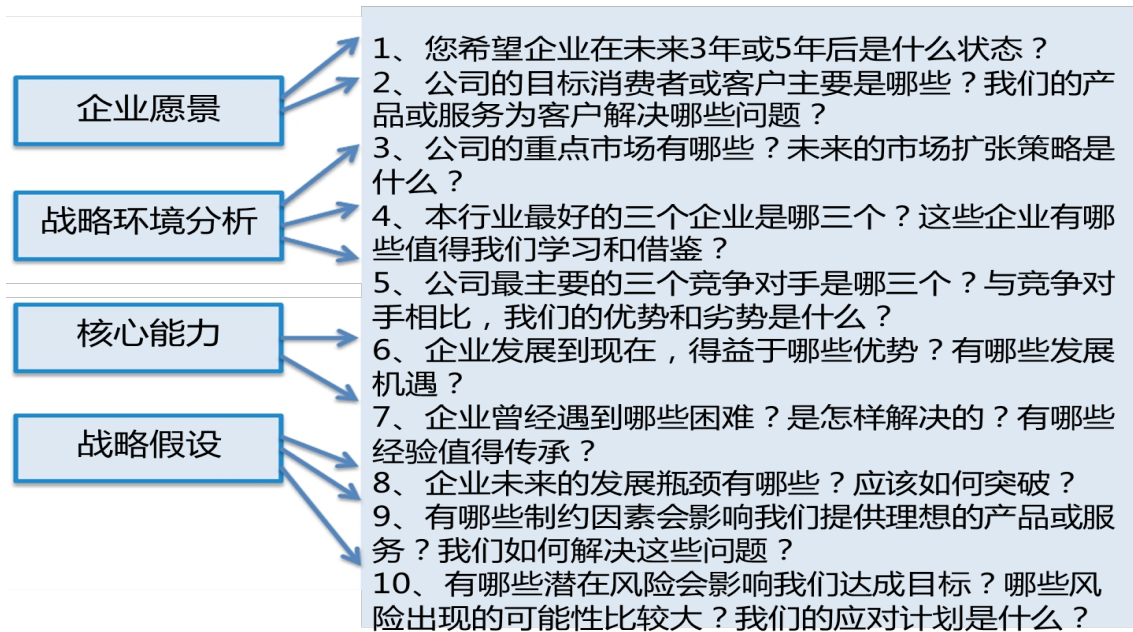 企业愿景
战略环境分析
核心能力
战略假设
1、您希望企业在未来3年或5年后是什么状态？
2、公司的目标消费者或客户主要是哪些？我们的产
品或服务为客户解决哪些问题？
3、公司的重点市场有哪些？未来的市场扩张策略是
什么？
4、本行业最好的三个企业是哪三个？这些企业有哪
些值得我们学习和借鉴？
5、公司最主要的三个竞争对手是哪三个？与竞争对
手相比，我们的优势和劣势是什么？
6、企业发展到现在，得益于哪些优势？有哪些发展
机遇？
7、企业曾经遇到哪些困难？是怎样解决的？有哪些
经验值得传承？
8、企业未来的发展瓶颈有哪些？应该如何突破？
9、有哪些制约因素会影响我们提供理想的产品或服
务？我们如何解决这些问题？
10、有哪些潜在风险会影响我们达成目标？哪些风
险出现的可能性比较大？我们的应对计划是什么？